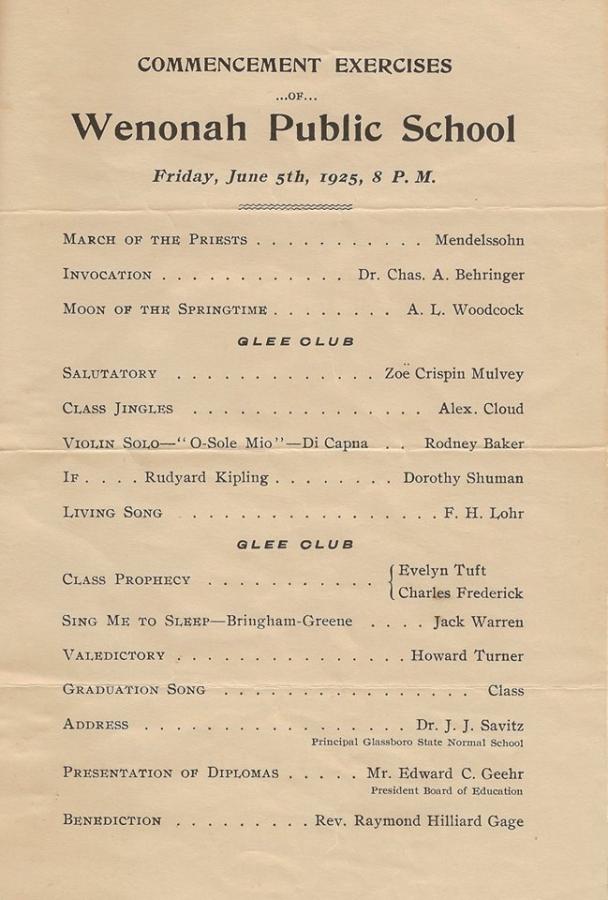 COMMENCEMENT EXERCISES
...OF...
Wenonah Public School
Friday, June 5th, 1925, 8 P. M.
MARCH OF THE PRIESTS . . . . . . . . . . . Mendelssohn
INVOCATION . . . . . . . . . . . . Dr. Chas. A. Behringer
MOON OF THE SPRINGTIME . . . . . . . . A. L. Woodcock
GLEE CLUB
SALUTATORY . . . . . . . . . . . . . Zoë Crispin Mulvey
CLASS JINGLES . . . . . . . . . . . . . . . Alex. Cloud
VIOLIN SOLO—"O-Sole Mio"—Di Capna . . Rodney Baker
IF . . . . Rudyard Kipling . . . . . . . . Dorothy Shuman
LIVING SONG . . . . . . . . . . . . . . . . . F. H. Lohr
GLEE CLUB
CLASS PROPHECY . . . . . . . . . . . { Evelyn Tuft
Charles Frederick
SING ME TO SLEEP—Bringham-Greene . . . . Jack Warren
VALEDICTORY . . . . . . . . . . . . . . . Howard Turner
GRADUATION SONG . . . . . . . . . . . . . . . . Class
ADDRESS . . . . . . . . . . . . . . . . . Dr. J. J. Savitz
Principal Glassboro State Normal School
PRESENTATION OF DIPLOMAS . . . . . Mr. Edward C. Geehr
President Board of Education
BENEDICTION . . . . . . . . . Rev. Raymond Hilliard Gage